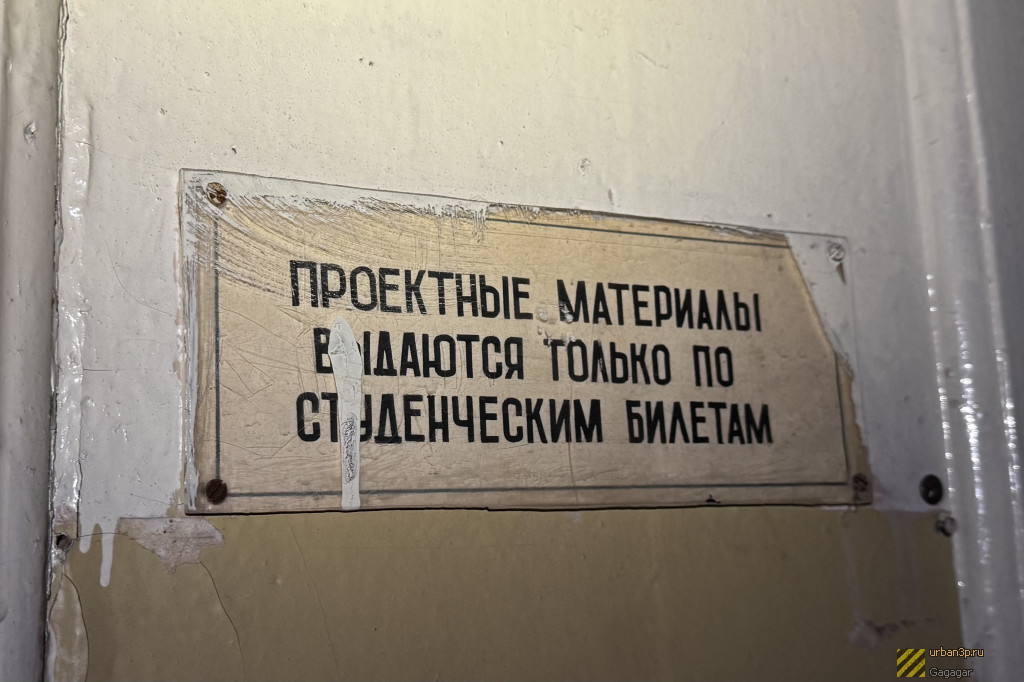 ПРОЕКТНЫЕ МАТЕРИАЛЫ
ВЫДАЮТСЯ ТОЛЬКО ПО
СТУДЕНЧЕСКИМ БИЛЕТАМ
urban3p.ru
Gagagar